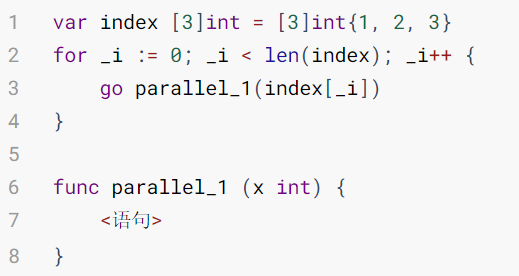 1 var index [3]int = [3]int{1, 2, 3}
2 for _i := 0; _i < len(index); _i++ {
3     go parallel_1(index[_i])
4 }
5
6 func parallel_1 (x int) {
7     <语句>
8 }